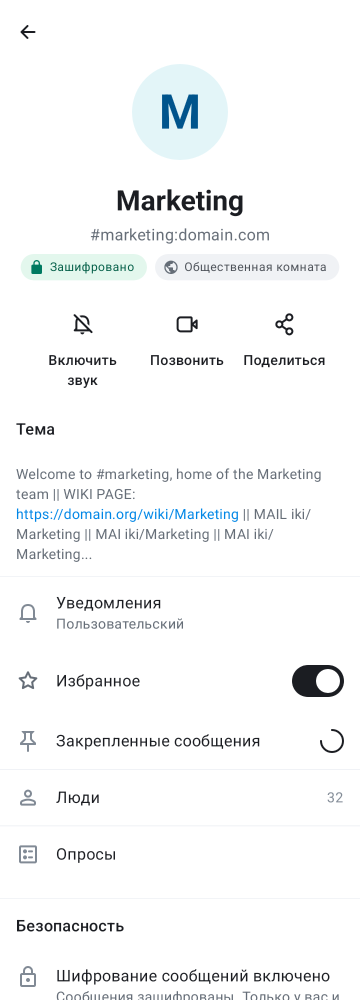 M
Marketing
#marketing:domain.com
Зашифровано
Общественная комната
Включить
звук
Позвонить
Поделиться
Тема
Welcome to #marketing, home of the Marketing
team || WIKI PAGE:
https://domain.org/wiki/Marketing || MAIL iki/
Marketing || MAI iki/Marketing || MAI iki/
Marketing...
Уведомления
Пользовательский
Избранное
Закрепленные сообщения
Люди
32
Опросы
Безопасность
Шифрование сообщений включено
Сообщения зашифрованы. Только у вас и